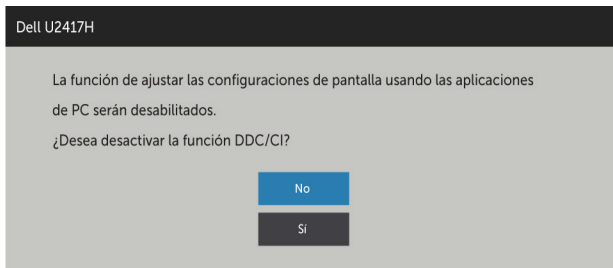 Dell U2417H
La función de ajustar las configuraciones de pantalla usando las aplicaciones
de PC serán desabilitados.
¿Desea desactivar la función DDC/CI?
No
Sí